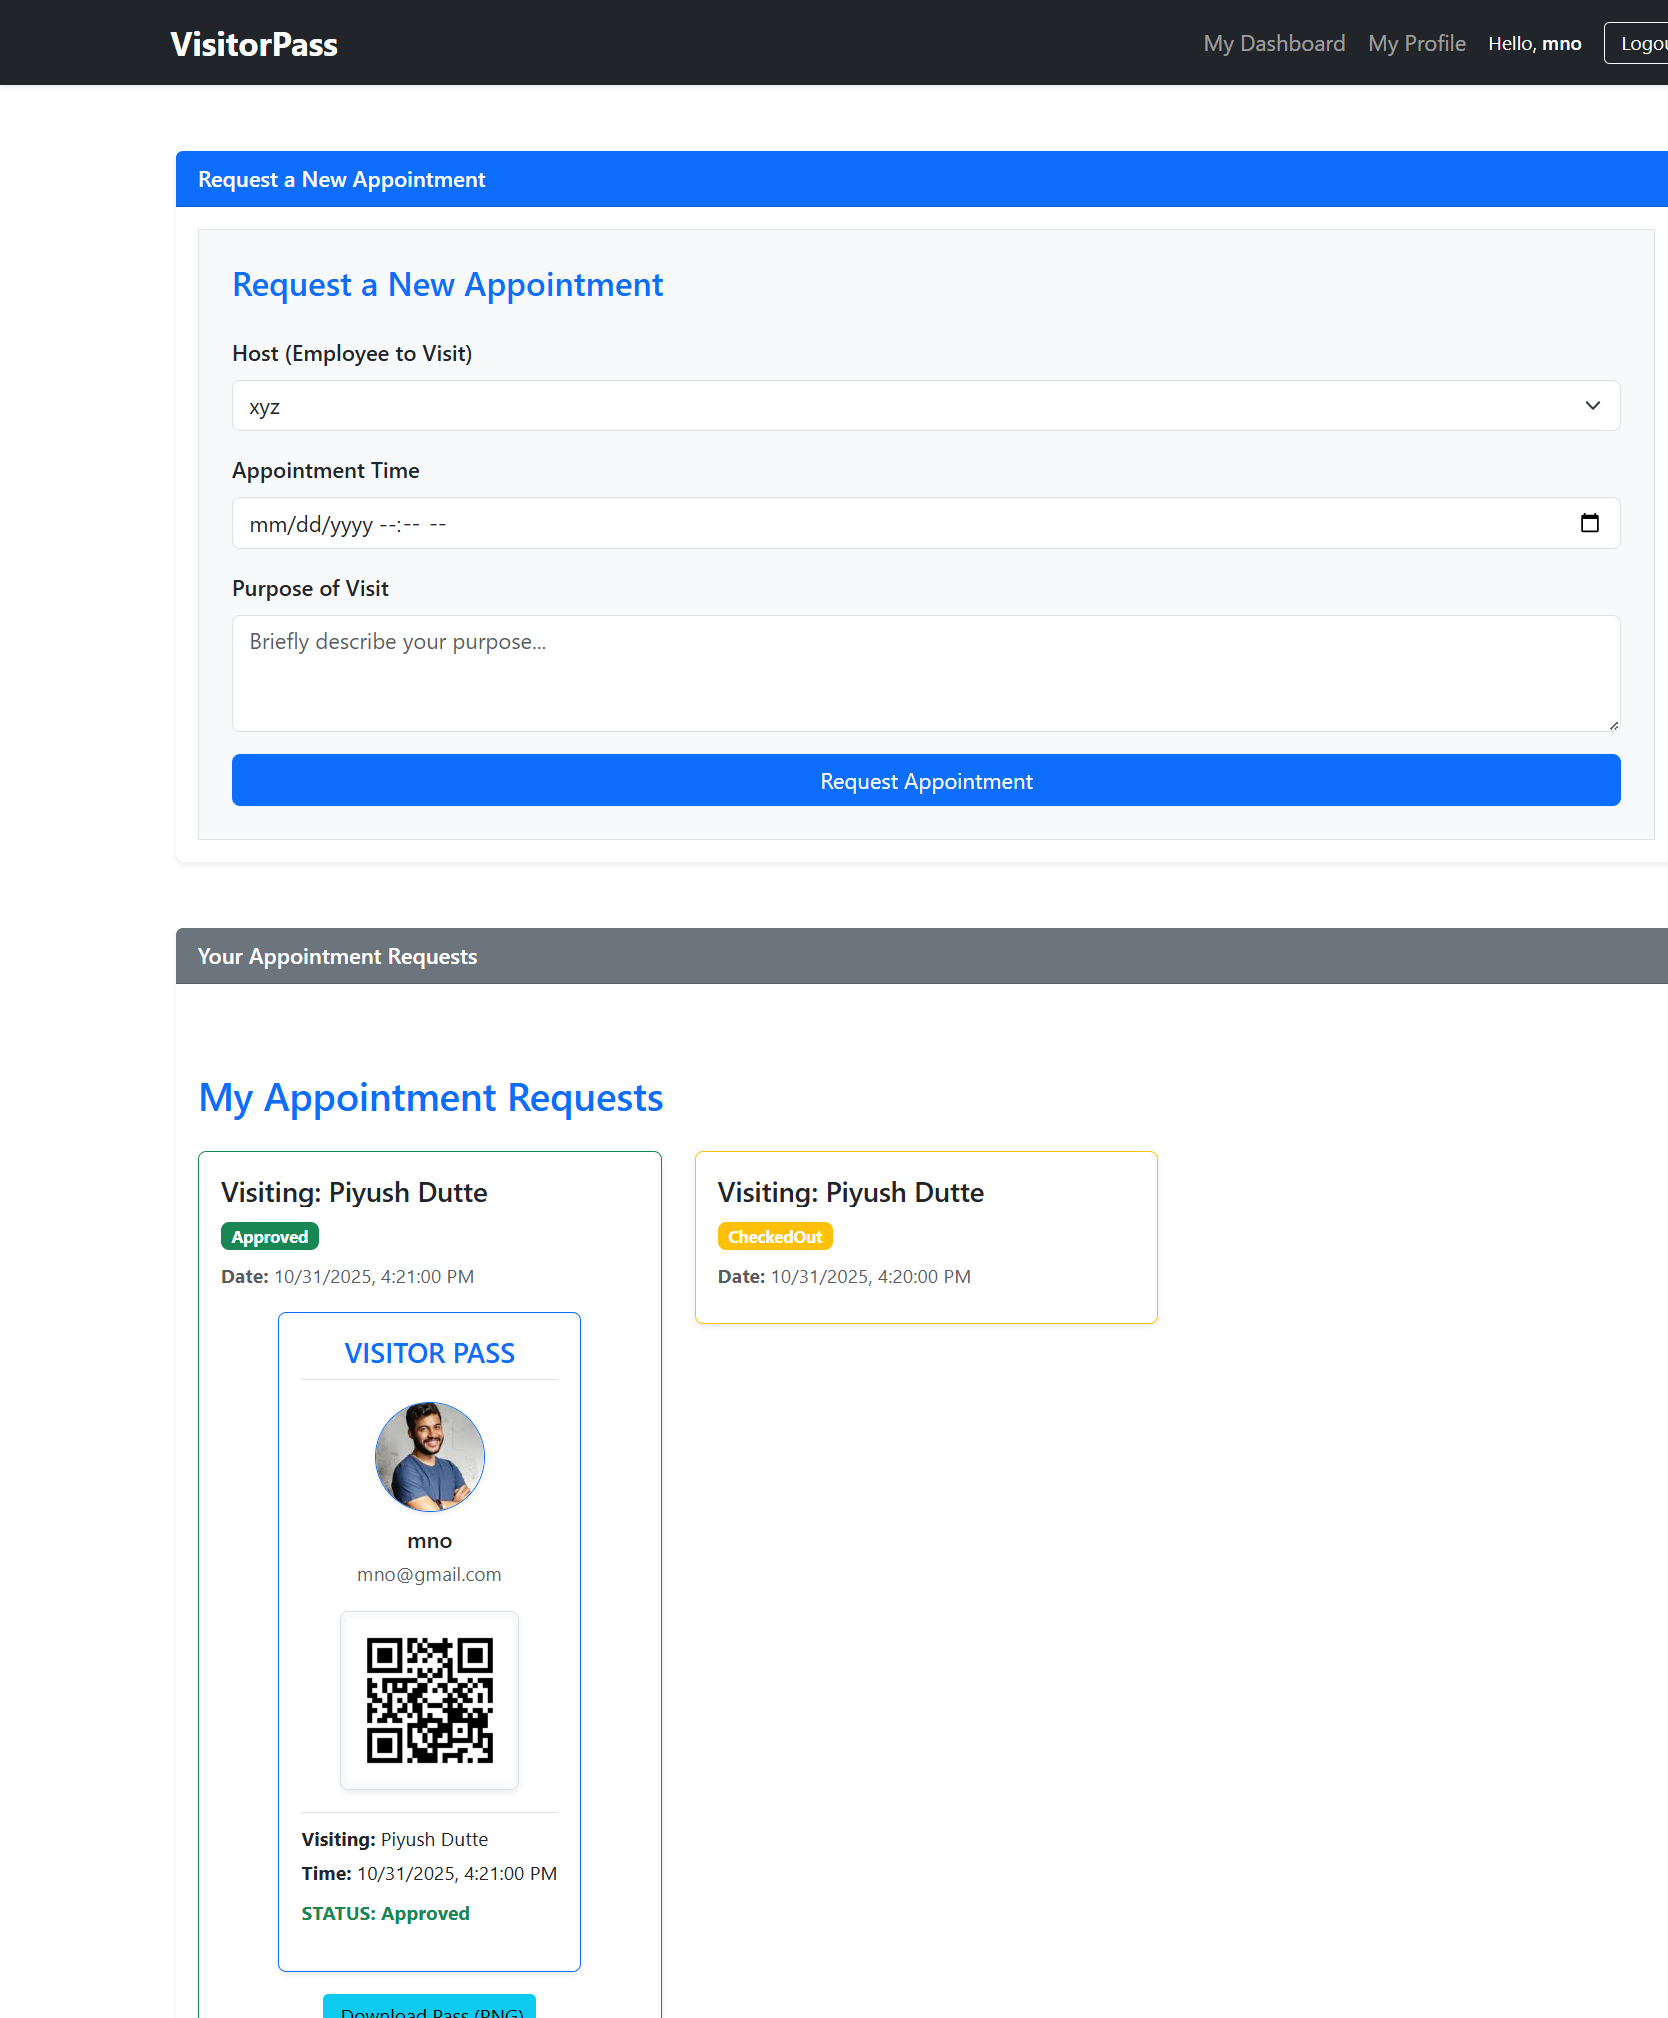 VisitorPass
My Dashboard My Profile Hello, mno Logou
Request a New Appointment
Request a New Appointment
Host (Employee to Visit)
xyz
Appointment Time
mm/dd/yyyy --:-- --
Purpose of Visit
Briefly describe your purpose...
Request Appointment
Your Appointment Requests
My Appointment Requests
Visiting: Piyush Dutte
Approved
Date: 10/31/2025, 4:21:00 PM
VISITOR PASS
mno
mno@gmail.com
Visiting: Piyush Dutte
Time: 10/31/2025, 4:21:00 PM
STATUS: Approved
Download Pass (PNG)
Visiting: Piyush Dutte
CheckedOut
Date: 10/31/2025, 4:20:00 PM